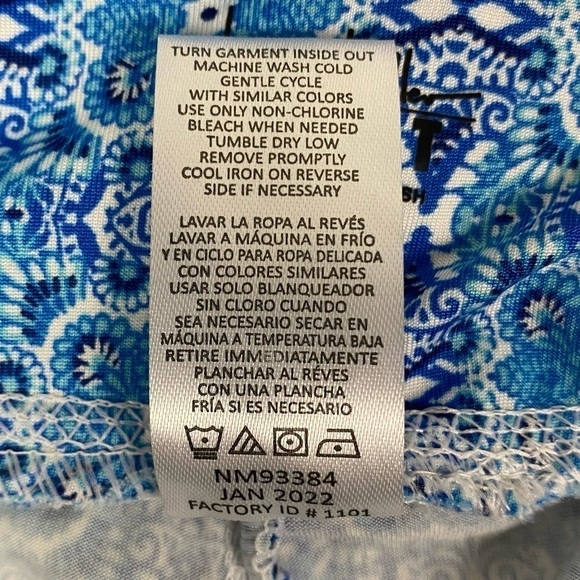 TURN GARMENT INSIDE OUT
MACHINE WASH COLD
GENTLE CYCLE
WITH SIMILAR COLORS
USE ONLY NON-CHLORINE
BLEACH WHEN NEEDED
TUMBLE DRY LOW
REMOVE PROMPTLY
COOL IRON ON REVERSE
SIDE IF NECESSARY
LAVAR LA ROPA AL REVÉS
LAVAR A MÁQUINA EN FRÍO
Y EN CICLO PARA ROPA DELICADA
CON COLORES SIMILARES
USAR SOLO BLANQUEADOR
SIN CLORO CUANDO
SEA NECESARIO SECAR EN
MÁQUINA A TEMPERATURA BAJA
RETIRE IMMEDIATAMENTE
PLANCHAR AL RÉVES
CON UNA PLANCHA
FRÍA SI ES NECESARIO
NM93384
JAN 2022
FACTORY ID # 1101